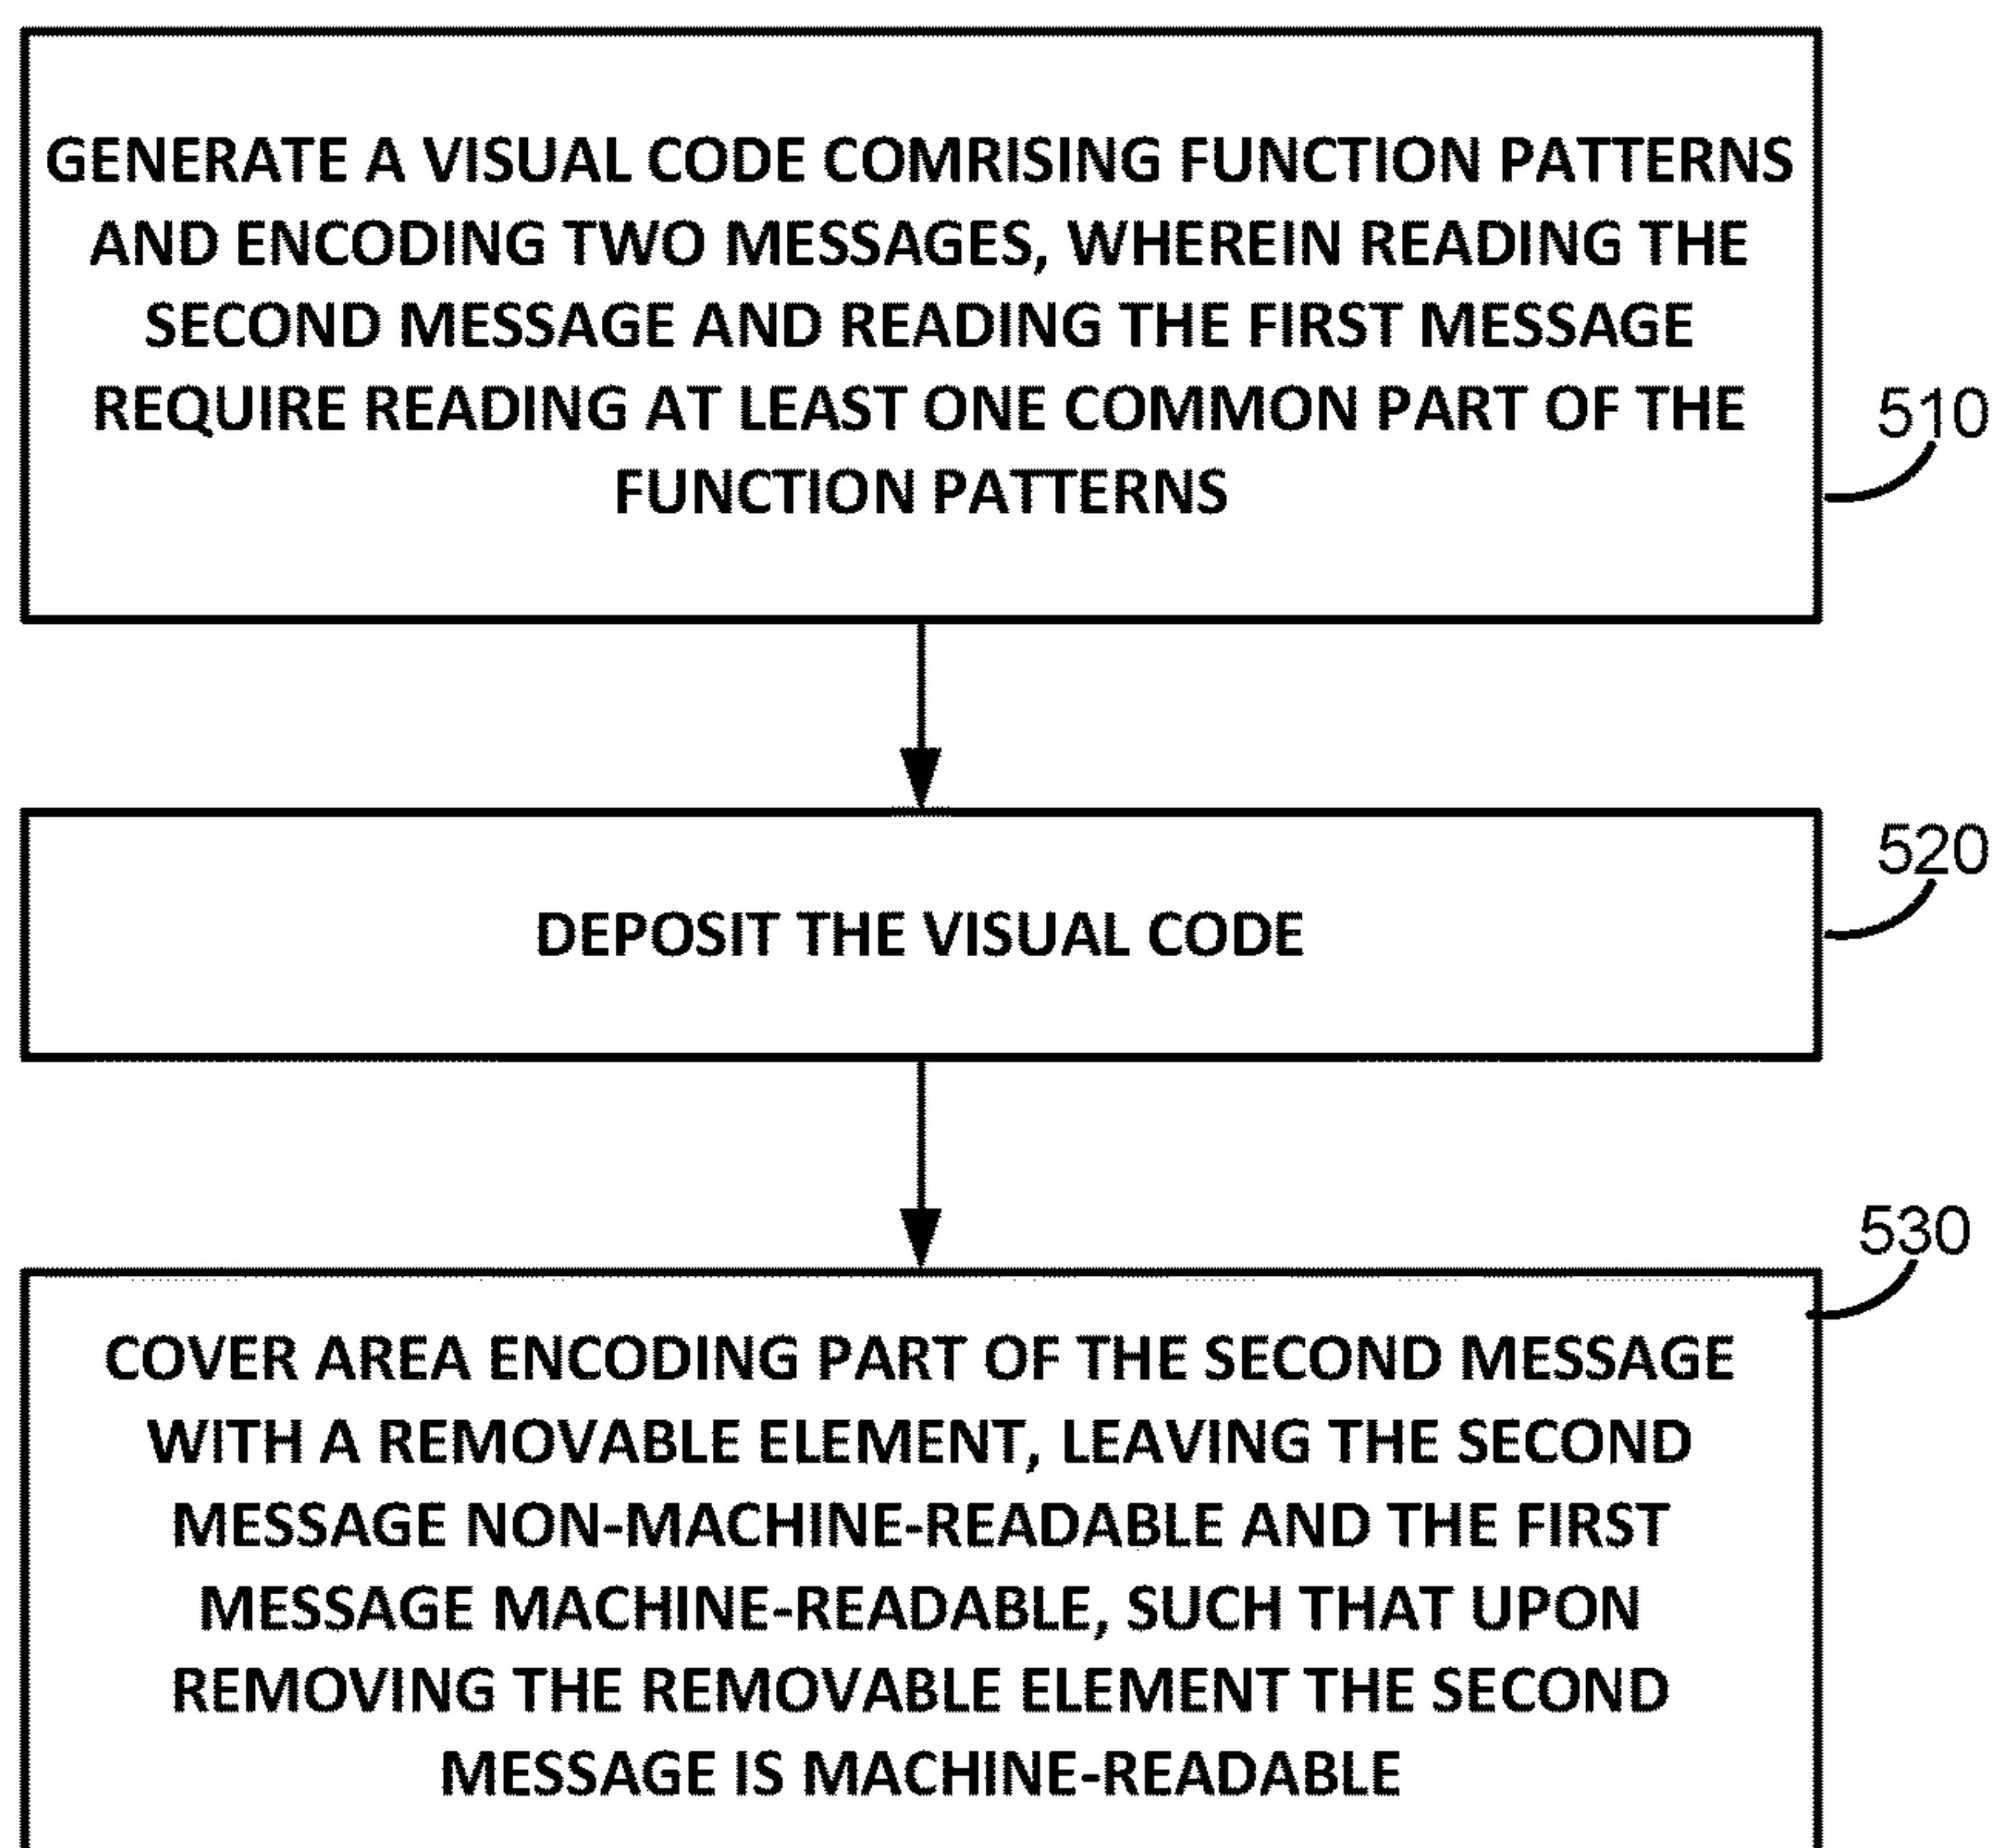 GENERATE A VISUAL CODE COMRISING FUNCTION PATTERNS
AND ENCODING TWO MESSAGES, WHEREIN READING THE
SECOND MESSAGE AND READING THE FIRST MESSAGE
REQUIRE READING AT LEAST ONE COMMON PART OF THE
FUNCTION PATTERNS
510
DEPOSIT THE VISUAL CODE
520
530
COVER AREA ENCODING PART OF THE SECOND MESSAGE
WITH A REMOVABLE ELEMENT, LEAVING THE SECOND
MESSAGE NON-MACHINE-READABLE AND THE FIRST
MESSAGE MACHINE-READABLE, SUCH THAT UPON
REMOVING THE REMOVABLE ELEMENT THE SECOND
MESSAGE IS MACHINE-READABLE